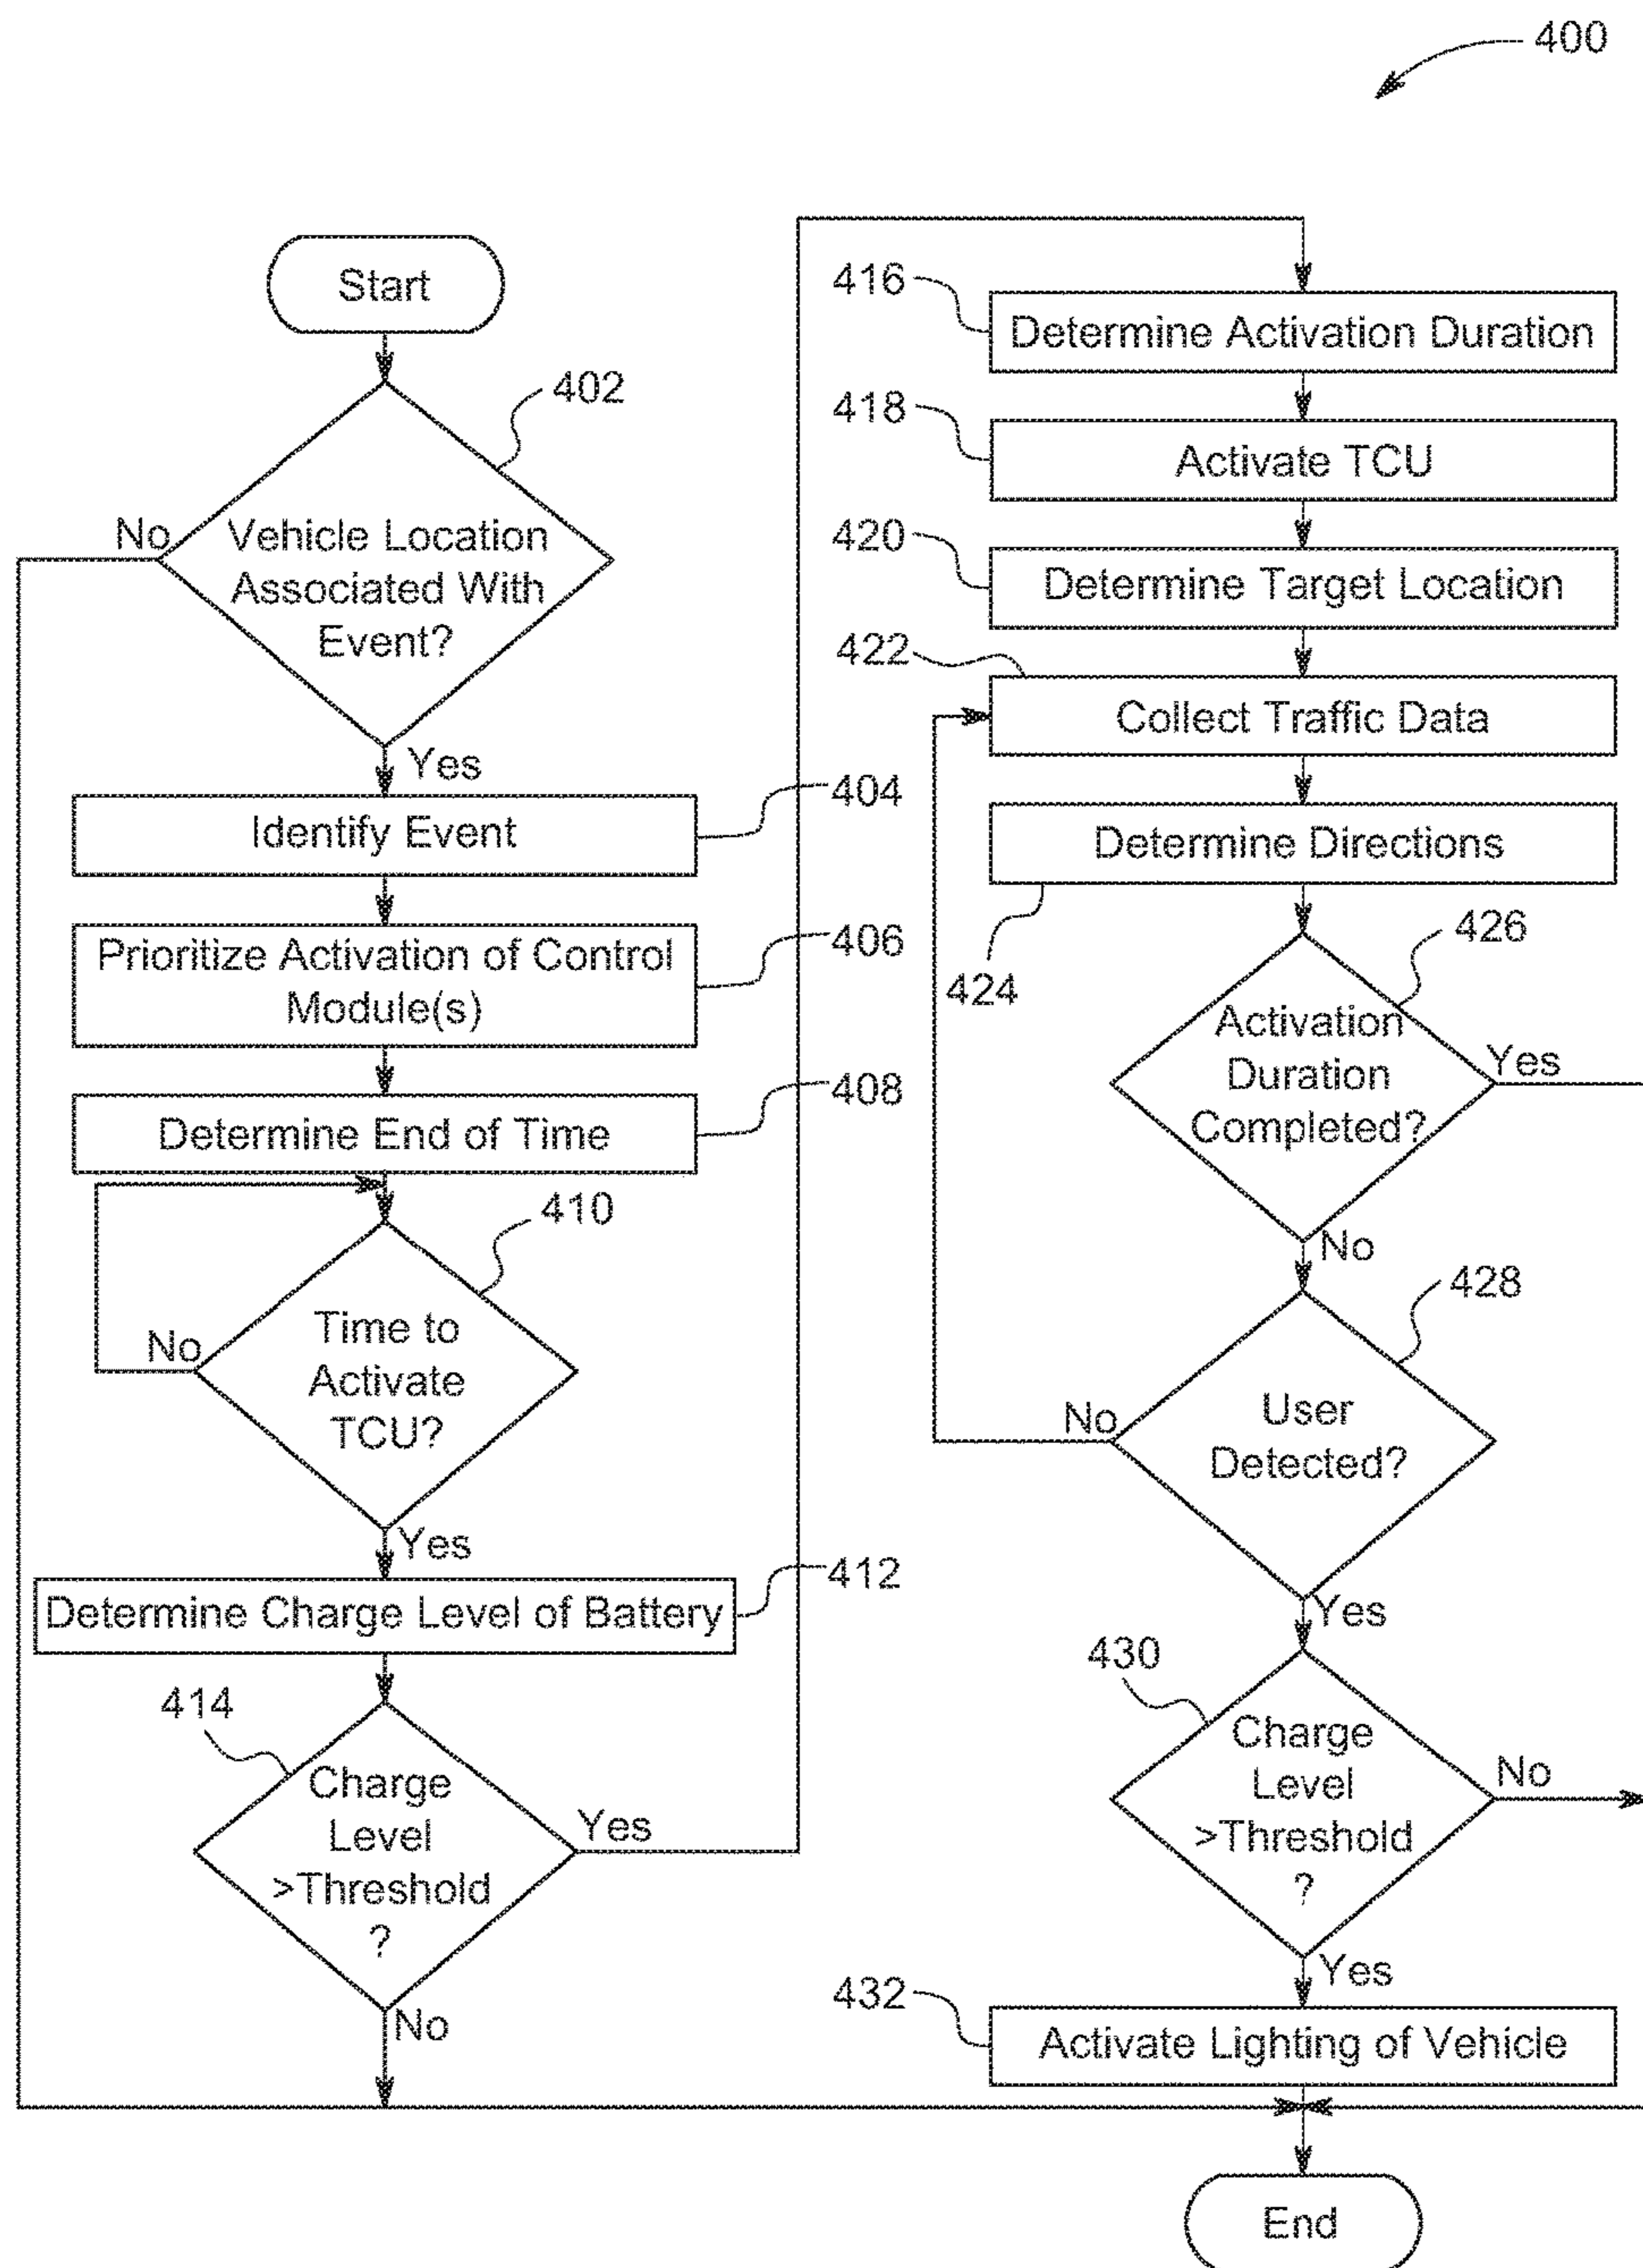 400
Start
402
No
Vehicle Location
Associated With
Event?
Yes
404
Identify Event
406
Prioritize Activation of Control
Module(s)
408
Determine End of Time
410
No
Time to
Activate
TCU?
Yes
412
Determine Charge Level of Battery
414
Charge
Level
>Threshold
?
Yes
No
416
Determine Activation Duration
418
Activate TCU
420
Determine Target Location
422
Collect Traffic Data
Determine Directions
424
426
Activation
Duration
Completed?
Yes
No
428
No
User
Detected?
Yes
430
Charge
Level
>Threshold
?
No
Yes
432
Activate Lighting of Vehicle
End